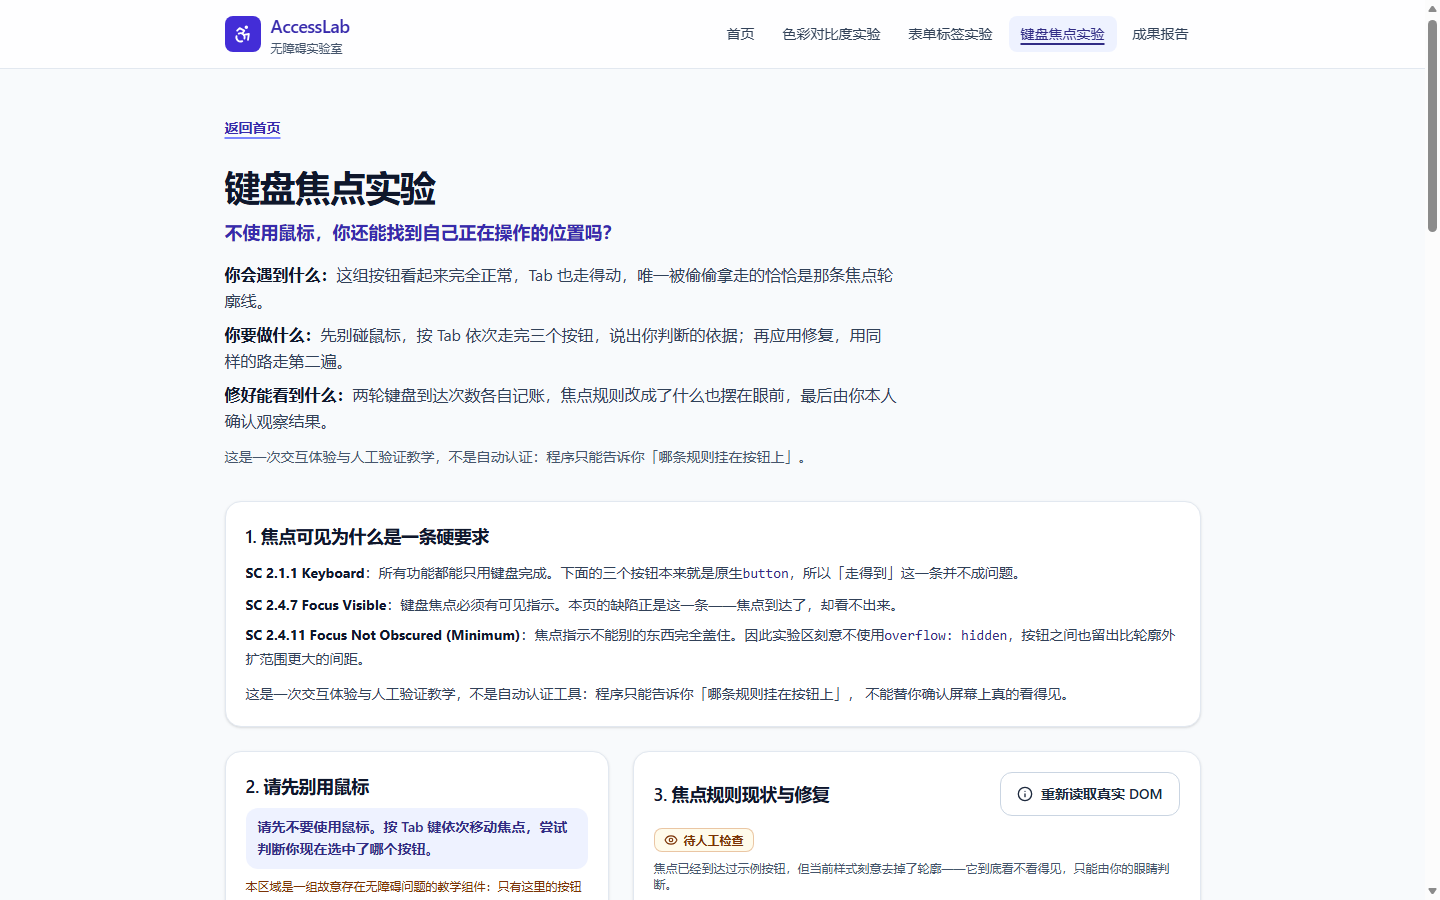 AccessLab
无障碍实验室
首页
色彩对比度实验
表单标签实验
键盘焦点实验
成果报告
返回首页
键盘焦点实验
不使用鼠标，你还能找到自己正在操作的位置吗？
你会遇到什么：这组按钮看起来完全正常，Tab 也走得动，唯一被偷偷拿走的恰恰是那条焦点轮
廓线。
你要做什么：先别碰鼠标，按 Tab 依次走完三个按钮，说出你判断的依据；再应用修复，用同
样的路走第二遍。
修好能看到什么：两轮键盘到达次数各自记账，焦点规则改成了什么也摆在眼前，最后由你本人
确认观察结果。
这是一次交互体验与人工验证教学，不是自动认证：程序只能告诉你「哪条规则挂在按钮上」。
1. 焦点可见为什么是一条硬要求
SC 2.1.1 Keyboard：所有功能都能只用键盘完成。下面的三个按钮本来就是原生button，所以「走得到」这一条并不成问题。
SC 2.4.7 Focus Visible：键盘焦点必须有可见指示。本页的缺陷正是这一条——焦点到达了，却看不出来。
SC 2.4.11 Focus Not Obscured (Minimum)：焦点指示不能别的东西完全盖住。因此实验区刻意不使用overflow: hidden，按钮之间也留出比轮廓外
扩范围更大的间距。
这是一次交互体验与人工验证教学，不是自动认证工具：程序只能告诉你「哪条规则挂在按钮上」， 不能替你确认屏幕上真的看得见。
2. 请先别用鼠标
请先不要使用鼠标。按 Tab 键依次移动焦点，尝试
判断你现在选中了哪个按钮。
本区域是一组故意存在无障碍问题的教学组件：只有这里的按钮
3. 焦点规则现状与修复
重新读取真实 DOM
待人工检查
焦点已经到达过示例按钮，但当前样式刻意去掉了轮廓——它到底看不看得见，只能由你的眼睛判
断。